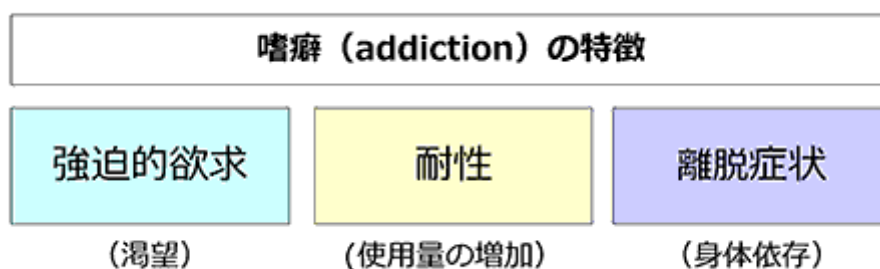 嗜癖（addiction）の特徴
強迫的欲求 耐性 離脱症状
（渇望） (使用量の増加） （身体依存）